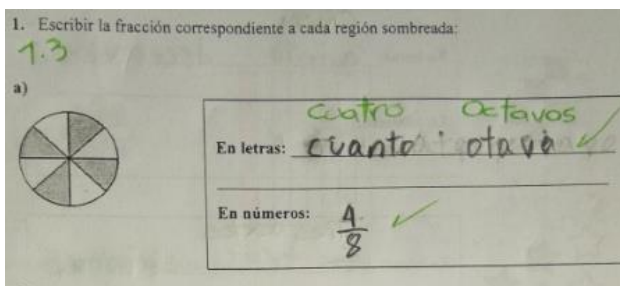 1. Escribir la fracción correspondiente a cada región sombreada:
1.3
a)
Cuatro Octavos
En letras: cuanto otavo
En números: 4/8